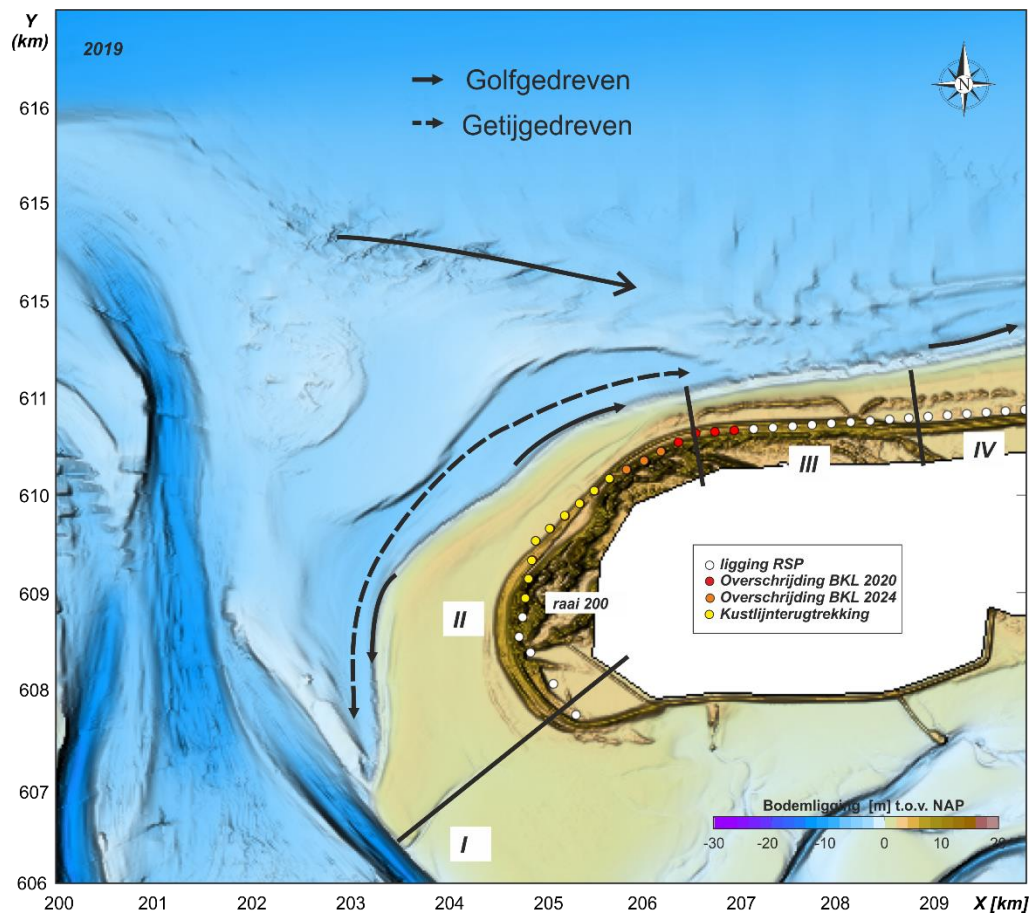 Y
(km)
2019
N
Golfgedreven
Getijgedreven
616
615
615
611
610
609
608
607
606
III
IV
ligging RSP
Overschrijding BKL 2020
Overschrijding BKL 2024
Kustlijnterugtrekking
raai 200
II
I
Bodemligging [m] t.o.v. NAP
-30 -20 -10 0 10 20
200 201 202 203 204 205 206 207 208 209 X [km]